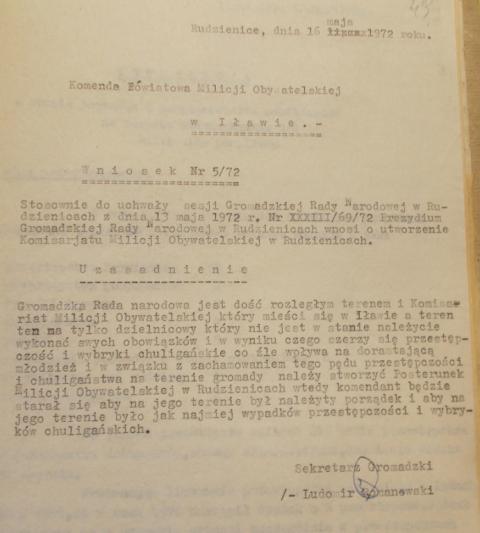 45
maja
Rudzienice, dnia 16 1972 roku.
Komenda Powiatowa Milicji Obywatelskiej
w Iławie .-
Wniosek Nr 5/72
Stosownie do uchwały sesji Gromadzkiej Rady Narodowej w Ru-
dzienicach z dnia 13 maja 1972 r. Nr XXXIII/69/72 Prezydium
Gromadzkiej Rady Narodowej w Rudzienicach wnosi o utworzenie
Komisarjatu Milicji Obywatelskiej w Rudzienicach.
Uzasadnienie
Gromadzka Rada narodowa jest dość rozległym terenem i Komisa-
riat Milicji Obywatelskiej który mieści się w Iławie a teren
ten ma tylko dzielnicowy który nie jest w stanie należycie
wykonać swych obowiązków i w wyniku czego czerzy się przestęp-
czość i wybryki chuligańskie co śle wpływa na dorastającą
młodzież i w związku z zachamowaniem tego pędu przestępczości
i chuligaństwa na terenie gromady należy stworzyć Posterunek
Milicji Obywatelskiej w Rudzienicach wtedy komendant będzie
starał się aby na jego terenie był należyty porządek i aby na
jego terenie było jak najmiej wypadków przestępczości i wybry-
ków chuligańskich.
Sekretarz Gromadzki
/- Ludomir Romanowski